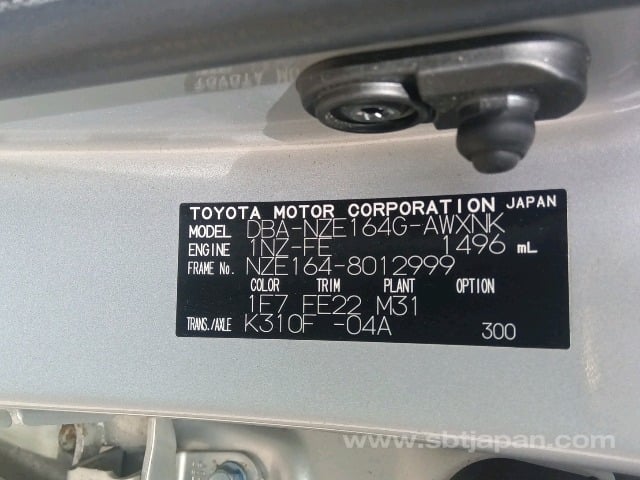 TOYOTA MOTOR CORPORATION JAPAN
MODEL DBA-NZE164G-AWXNK
ENGINE 1NZ-FE 1496 mL
FRAME No. NZE164-8012999
COLOR TRIM PLANT OPTION
1F7 FE22 M31
TRANS./AXLE K310F -04A 300
www.sbtjapan.com